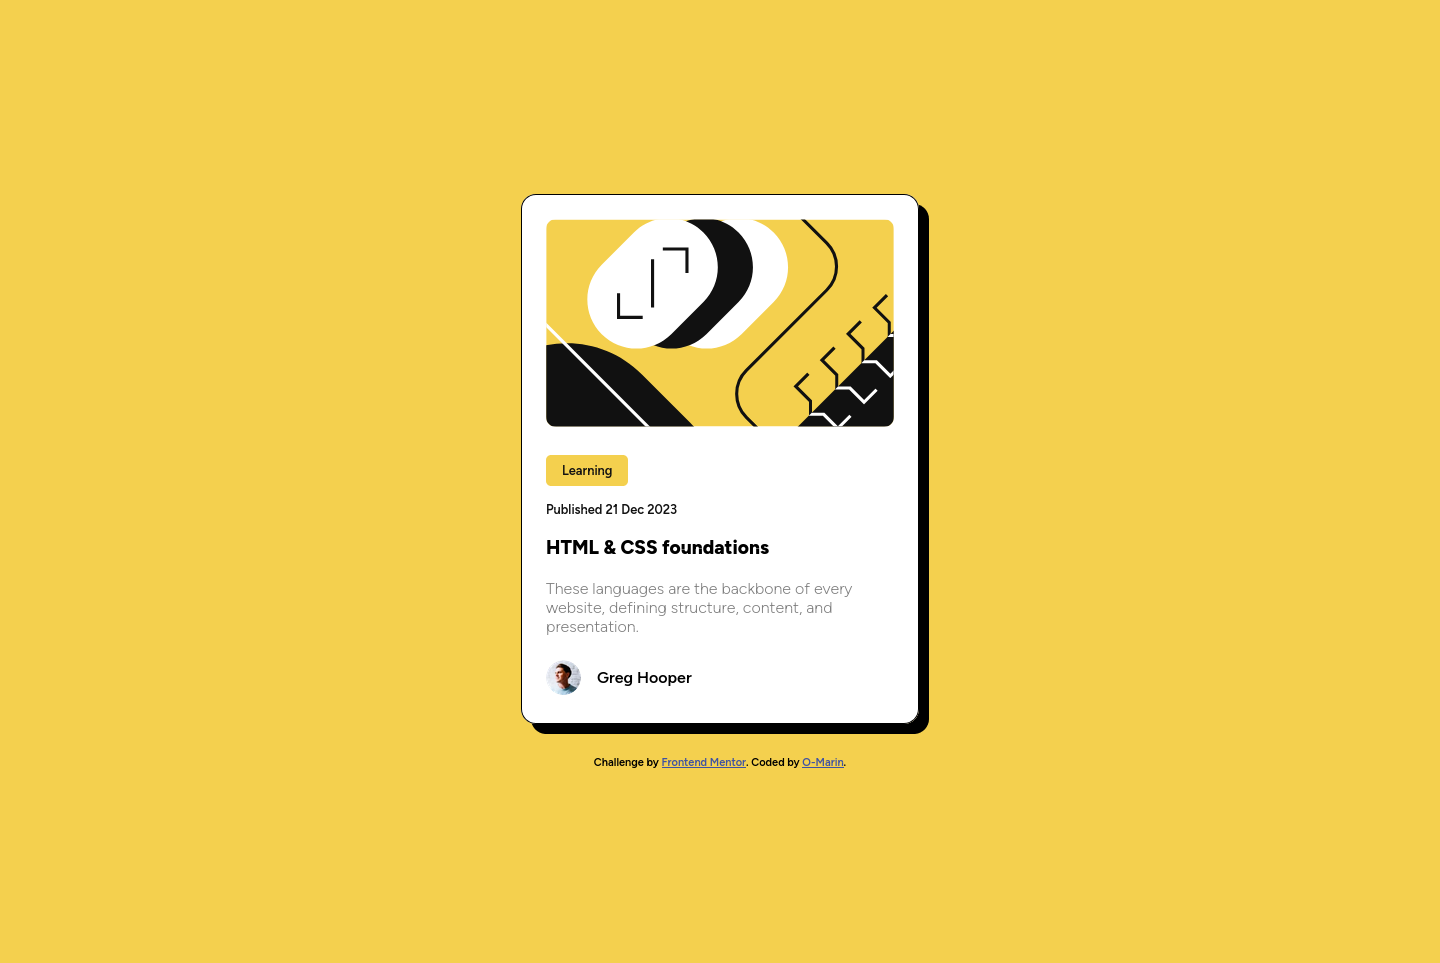 Learning
Published 21 Dec 2023
HTML & CSS foundations
These languages are the backbone of every
website, defining structure, content, and
presentation.
Greg Hooper
Challenge by Frontend Mentor. Coded by O-Marin.